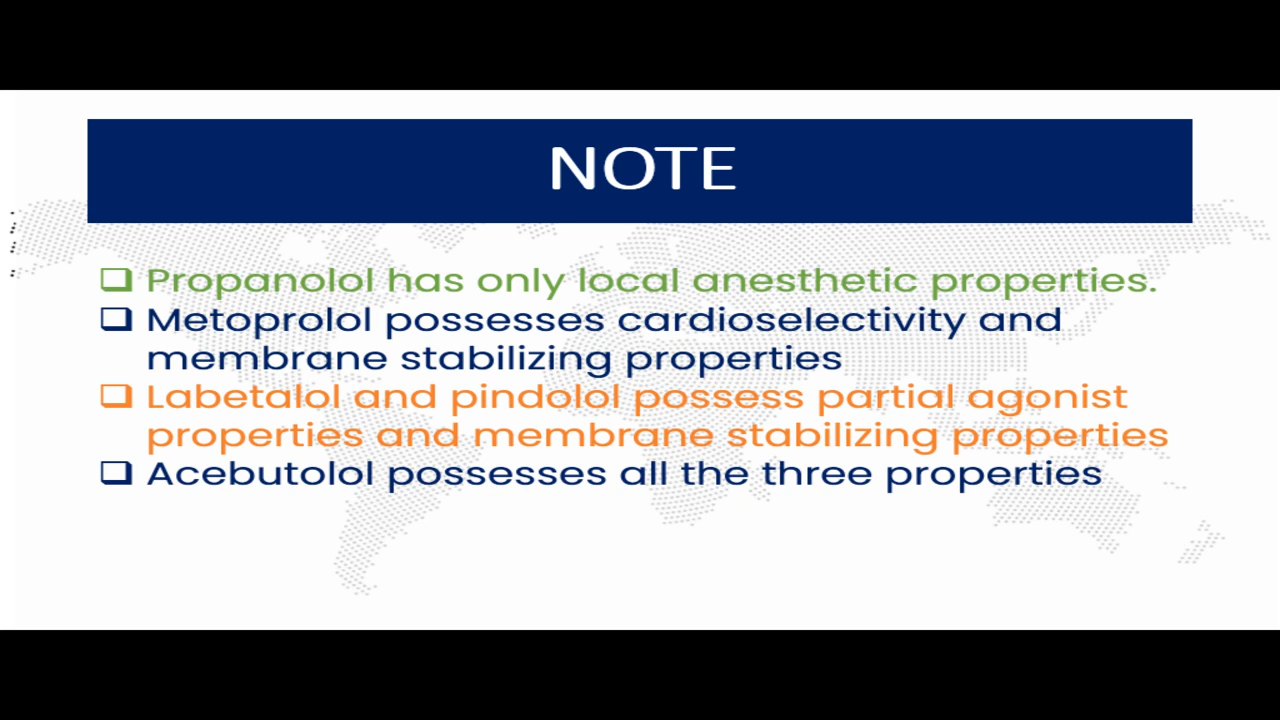 NOTE
❑ Propanolol has only local anesthetic properties.
❑ Metoprolol possesses cardioselectivity and
membrane stabilizing properties
❑ Labetalol and pindolol possess partial agonist
properties and membrane stabilizing properties
❑ Acebutolol possesses all the three properties